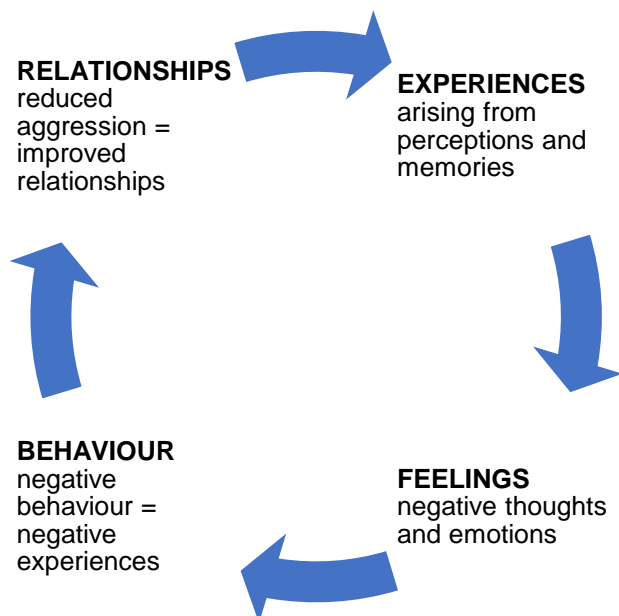 RELATIONSHIPS
reduced
aggression =
improved
relationships
EXPERIENCES
arising from
perceptions and
memories
FEELINGS
negative thoughts
and emotions
BEHAVIOUR
negative
behaviour =
negative
experiences